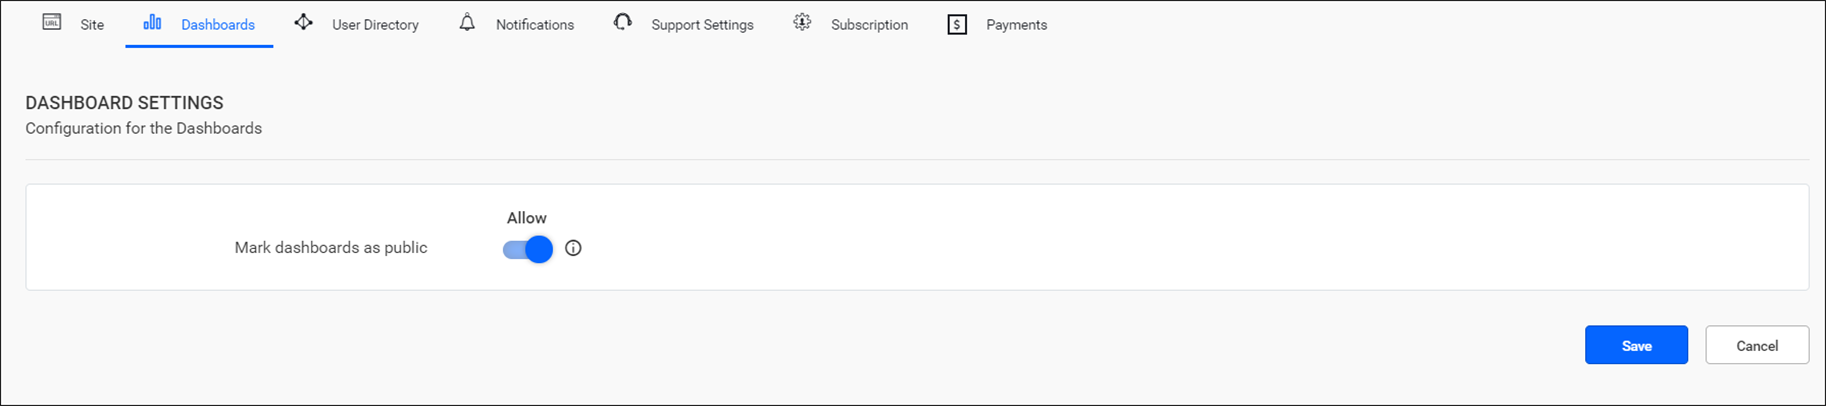 URL Site Dashboards User Directory Notifications Support Settings Subscription $ Payments
DASHBOARD SETTINGS
Configuration for the Dashboards
Allow
Mark dashboards as public
Save Cancel